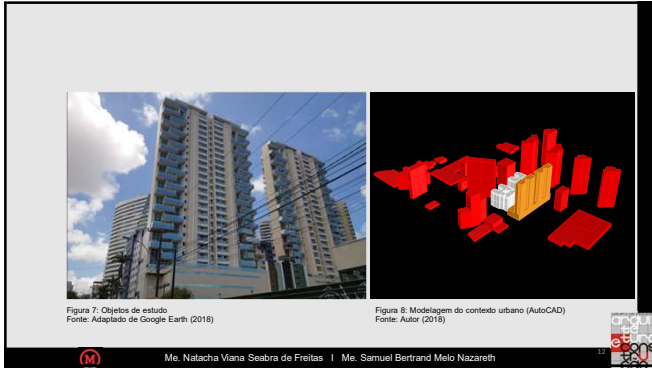 Figura 7: Objetos de estudo
Fonte: Adaptado de Google Earth (2018)
Figura 8: Modelagem do contexto urbano (AutoCAD)
Fonte: Autor (2018)
12
M
Me. Natacha Viana Seabra de Freitas I Me. Samuel Bertrand Melo Nazareth